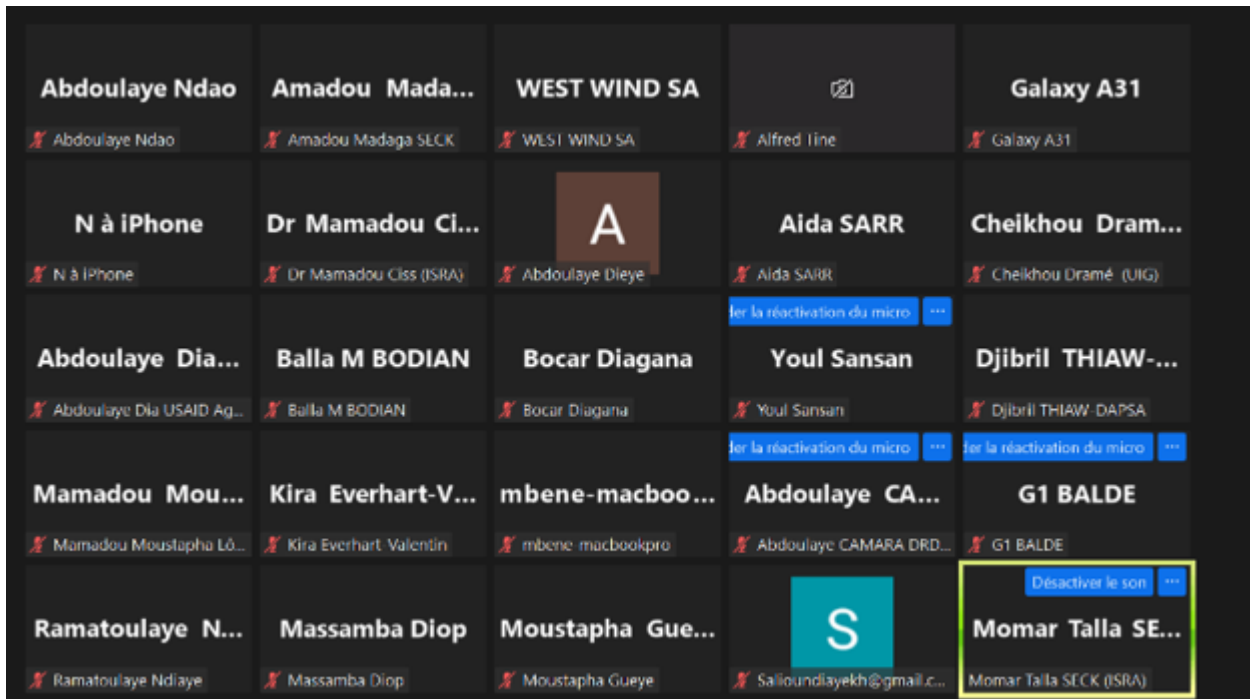 Abdoulaye Ndao
Abdoulaye Ndao
Amadou Mada...
Amadou Madaga SECK
WEST WIND SA
WEST WIND SA
Alfred Tine
Galaxy A31
Galaxy A31
N à iPhone
N à iPhone
Dr Mamadou Ci...
Dr Mamadou Ciss (ISRA)
A
Abdoulaye Dieye
Aida SARR
Aida SARR
Cheikhou Dram...
Cheikhou Dramé (UIG)
Abdoulaye Dia...
Abdoulaye Dia USAID Ag...
Balla M BODIAN
Balla M BODIAN
Bocar Diagana
Bocar Diagana
der la réactivation du micro ...
Youl Sansan
Youl Sansan
Djibril THIAW-...
Djibril THIAW-DAPSA
Mamadou Mou...
Mamadou Moustapha Lô...
Kira Everhart-V...
Kira Everhart-Valentin
mbene-macboo...
mbene-macbookpro
der la réactivation du micro ...
Abdoulaye CA...
Abdoulaye CAMARA DRD...
der la réactivation du micro ...
G1 BALDE
G1 BALDE
Ramatoulaye N...
Ramatoulaye Ndiaye
Massamba Diop
Massamba Diop
Moustapha Gue...
Moustapha Gueye
S
Salioundiayekh@gmail.c...
Désactiver le son ...
Momar Talla SE...
Momar Talla SECK (ISRA)